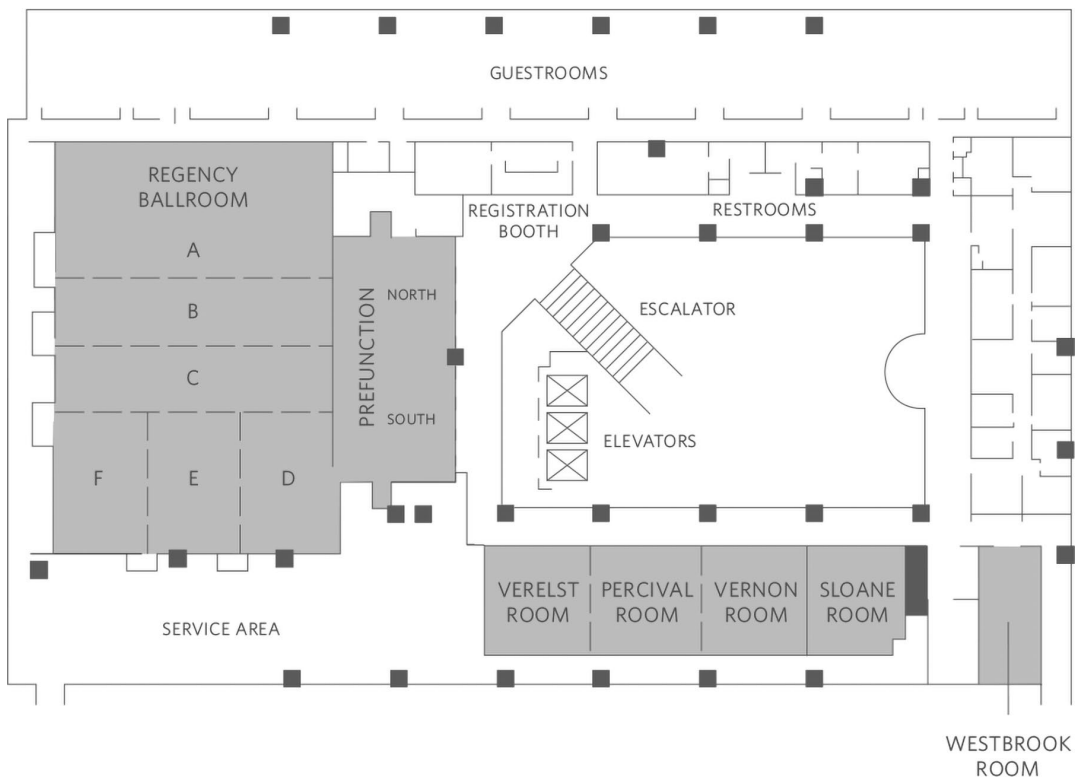 GUESTROOMS
REGENCY
BALLROOM
REGISTRATION
BOOTH
RESTROOMS
A
B
C
F
E
D
PREFUNCTION
NORTH
SOUTH
ESCALATOR
ELEVATORS
VERELST
ROOM
PERCIVAL
ROOM
VERNON
ROOM
SLOANE
ROOM
SERVICE AREA
WESTBROOK
ROOM